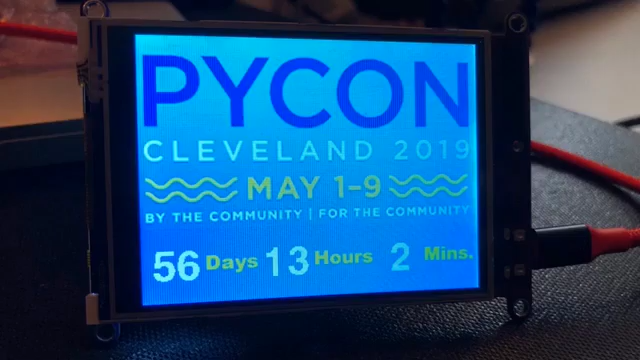 PYCON
CLEVELAND 2019
MAY 1-9
BY THE COMMUNITY | FOR THE COMMUNITY
56 Days 13 Hours 2 Mins.